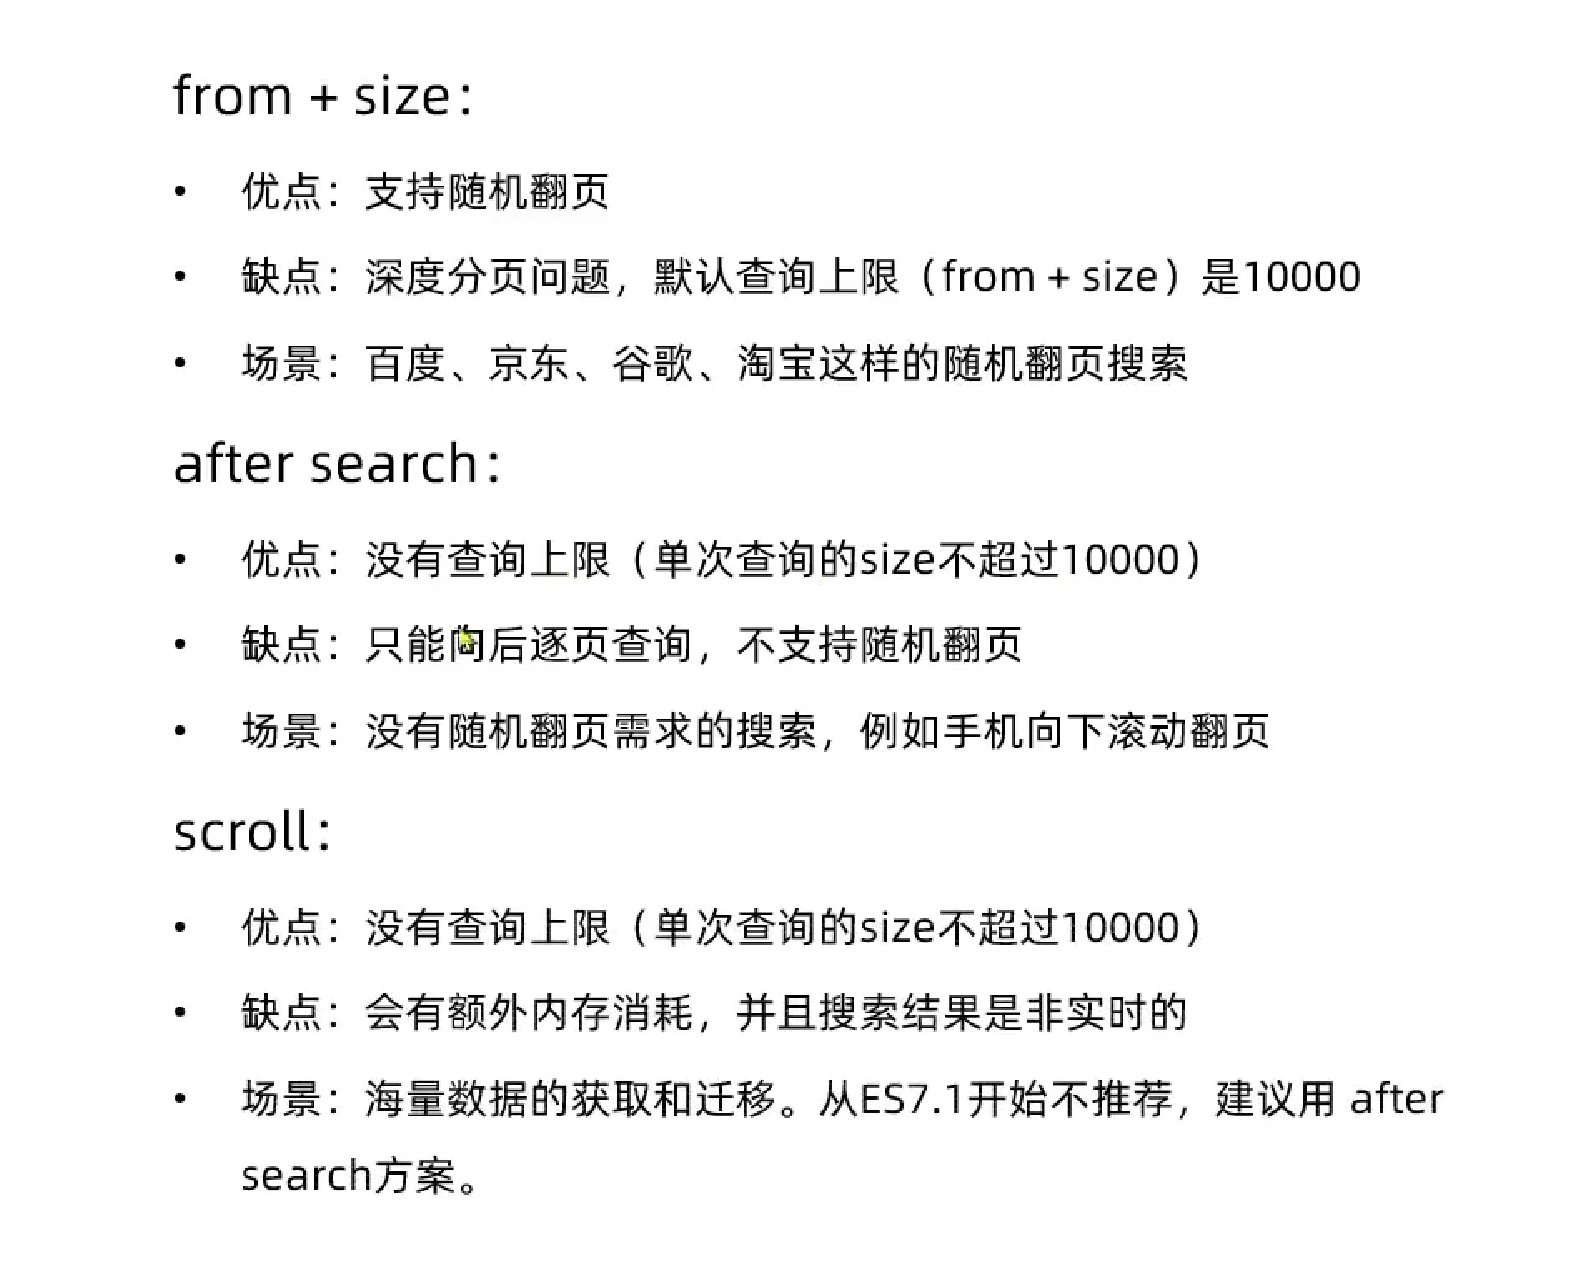 from + size：
• 优点：支持随机翻页
• 缺点：深度分页问题，默认查询上限（from + size）是10000
• 场景：百度、京东、谷歌、淘宝这样的随机翻页搜索
after search：
• 优点：没有查询上限（单次查询的size不超过10000）
• 缺点：只能向后逐页查询，不支持随机翻页
• 场景：没有随机翻页需求的搜索，例如手机向下滚动翻页
scroll：
• 优点：没有查询上限（单次查询的size不超过10000）
• 缺点：会有额外内存消耗，并且搜索结果是非实时的
• 场景：海量数据的获取和迁移。从ES7.1开始不推荐，建议用 after
search方案。